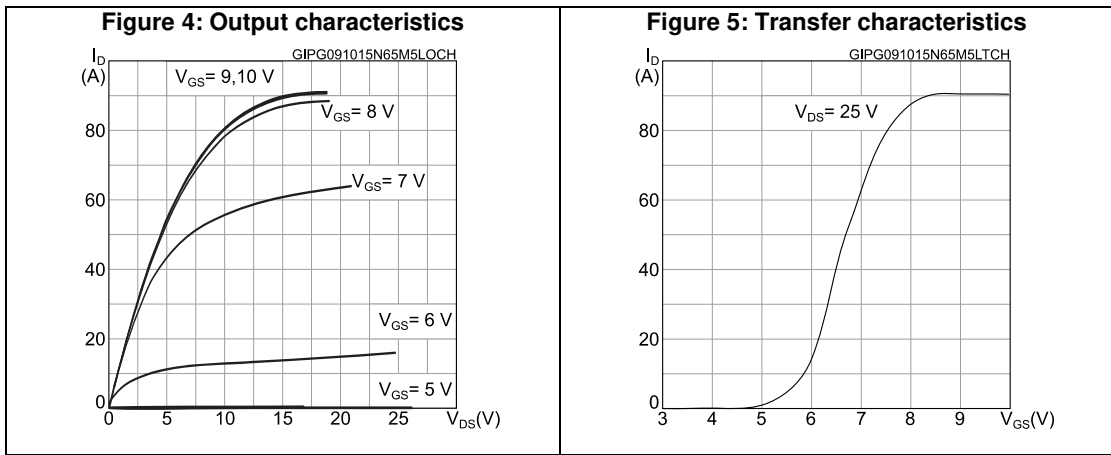 Figure 4: Output characteristics
GIPG091015N65M5LOCH
I_D
(A)
V_GS= 9,10 V
V_GS= 8 V
80
V_GS= 7 V
60
40
V_GS= 6 V
20
V_GS= 5 V
0
0 5 10 15 20 25 V_DS(V)
Figure 5: Transfer characteristics
GIPG091015N65M5LTCH
I_D
(A)
V_DS= 25 V
80
60
40
20
0
3 4 5 6 7 8 9 V_GS(V)